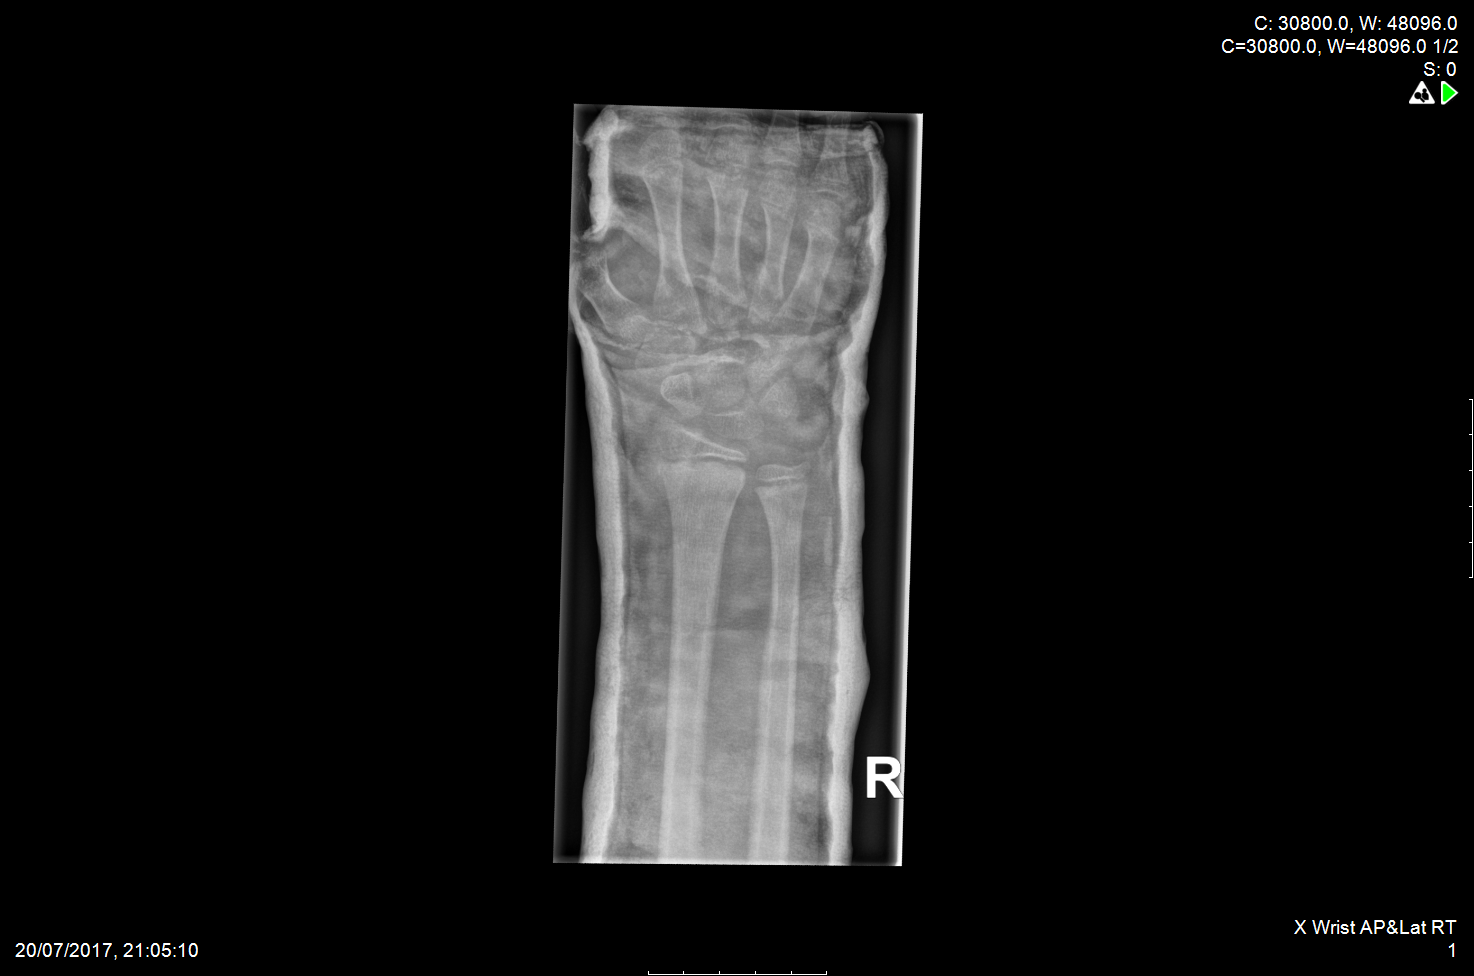 C: 30800.0, W: 48096.0
C=30800.0, W=48096.0 1/2
S: 0
R
X Wrist AP&Lat RT
20/07/2017, 21:05:10
1